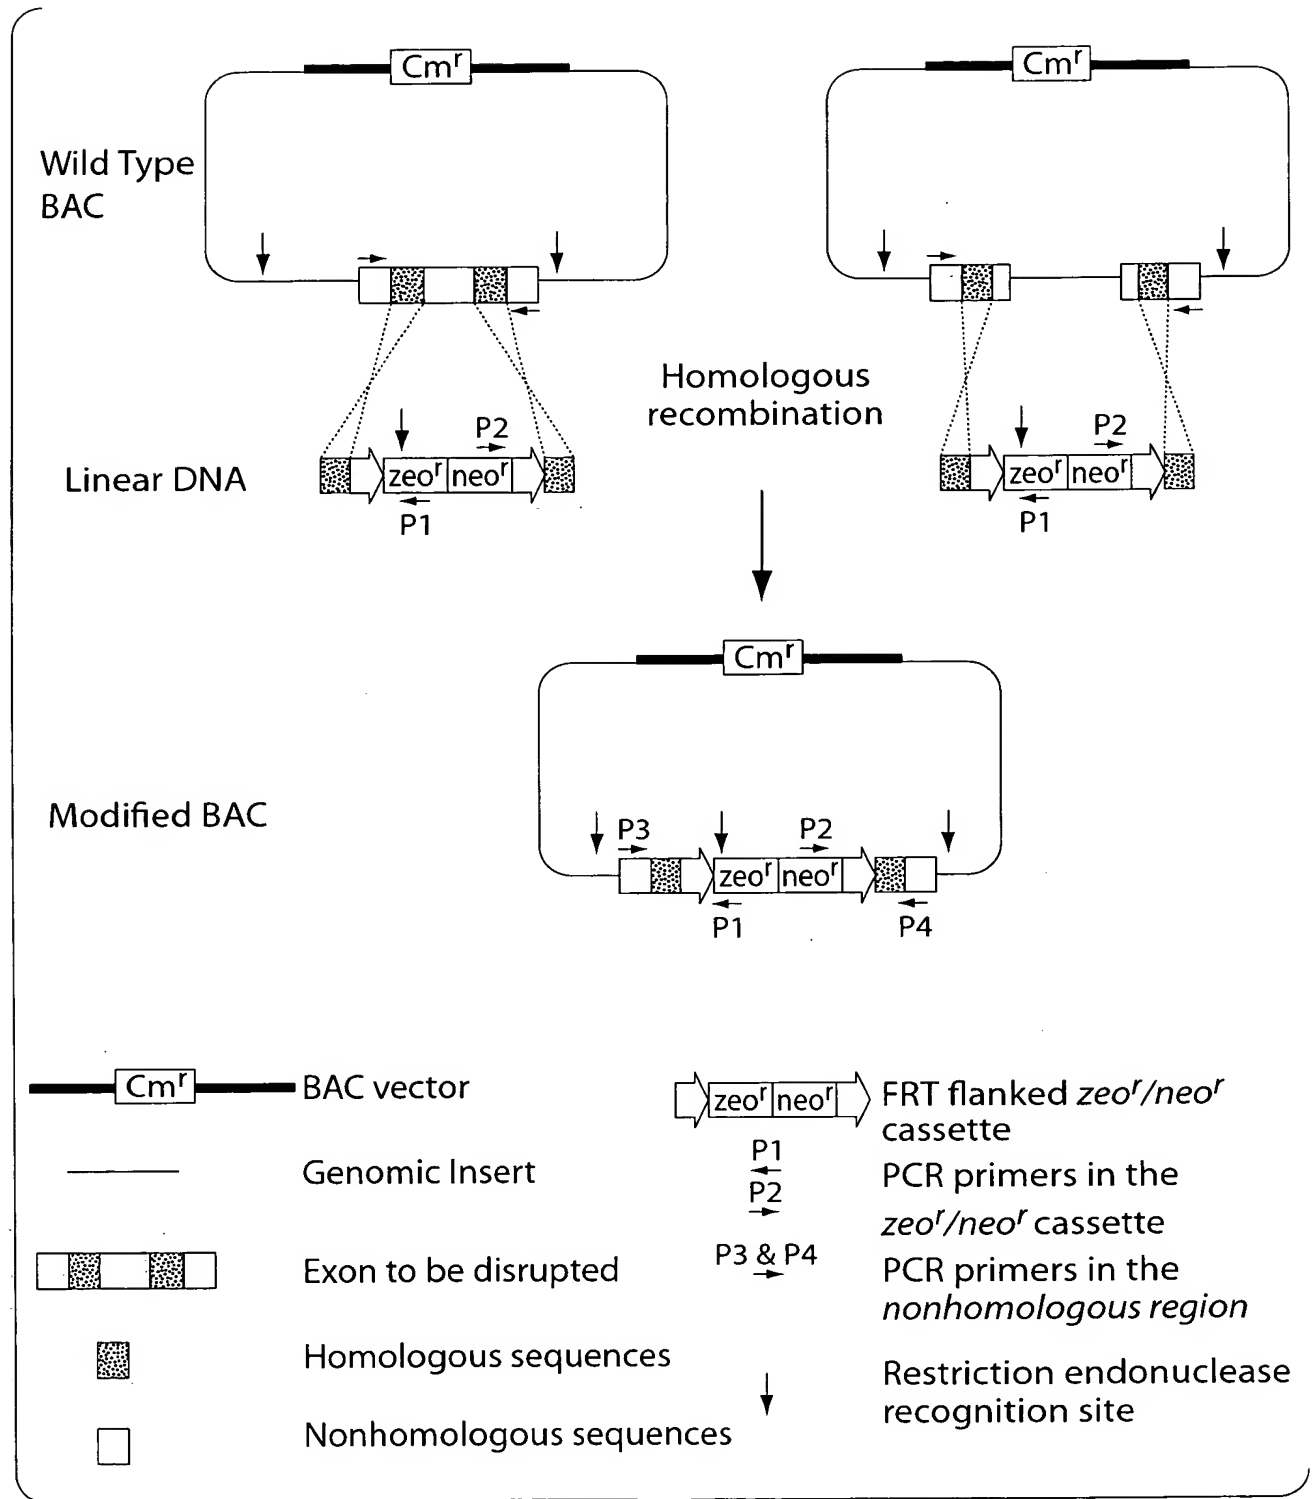 Cmʳ
Cmʳ
Wild Type
BAC
Homologous
recombination
P2
P2
Linear DNA
zeoʳ neoʳ
zeoʳ neoʳ
P1
P1
Cmʳ
Modified BAC
P3
P2
zeoʳ neoʳ
P1
P4
Cmʳ
BAC vector
zeoʳ neoʳ
FRT flanked zeoʳ/neoʳ
cassette
Genomic Insert
P1
P2
PCR primers in the
zeoʳ/neoʳ cassette
Exon to be disrupted
P3 & P4
PCR primers in the
nonhomologous region
Homologous sequences
Restriction endonuclease
recognition site
Nonhomologous sequences